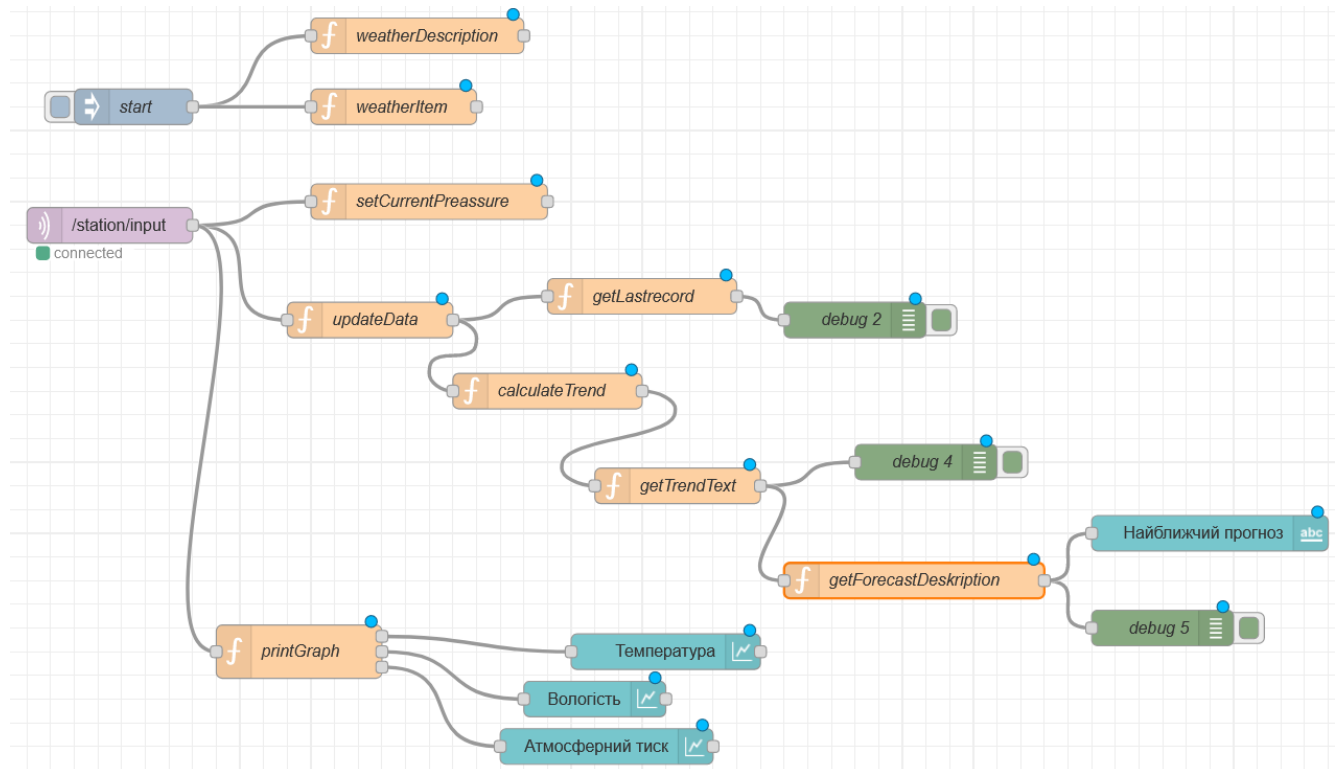 weatherDescription
start
weatherItem
setCurrentPreassure
/station/input
connected
getLastrecord
updateData
debug 2
calculateTrend
debug 4
getTrendText
Найближчий прогноз
abc
getForecastDeskription
debug 5
printGraph
Температура
Вологість
Атмосферний тиск